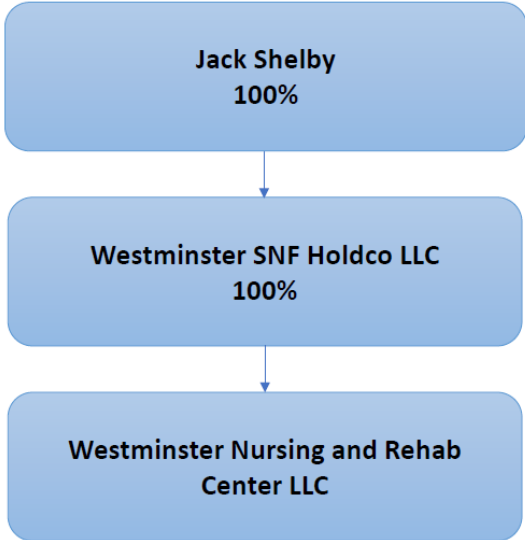 Jack Shelby
100%
Westminster SNF Holdco LLC
100%
Westminster Nursing and Rehab
Center LLC